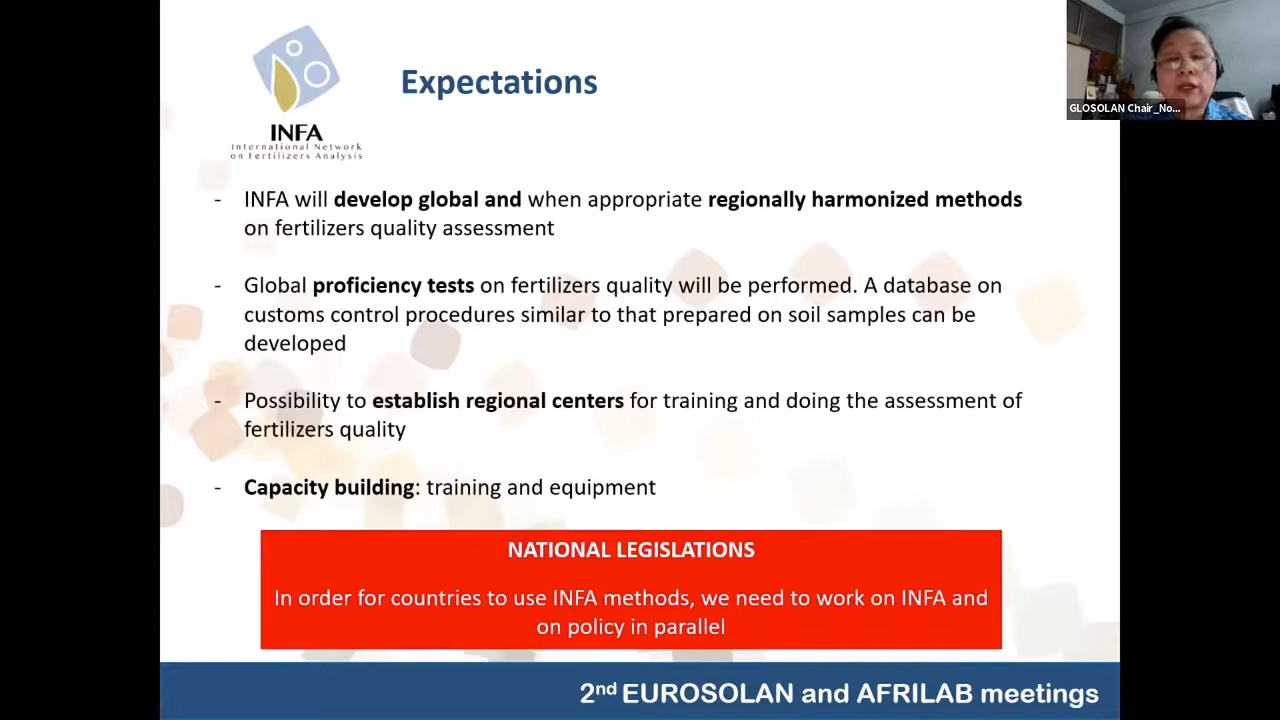 Expectations
INFA
International Network
on Fertilizers Analysis
GLOSOLAN Chair_No...
- INFA will develop global and when appropriate regionally harmonized methods
on fertilizers quality assessment
- Global proficiency tests on fertilizers quality will be performed. A database on
customs control procedures similar to that prepared on soil samples can be
developed
- Possibility to establish regional centers for training and doing the assessment of
fertilizers quality
- Capacity building: training and equipment
NATIONAL LEGISLATIONS
In order for countries to use INFA methods, we need to work on INFA and
on policy in parallel
2nd EUROSOLAN and AFRILAB meetings